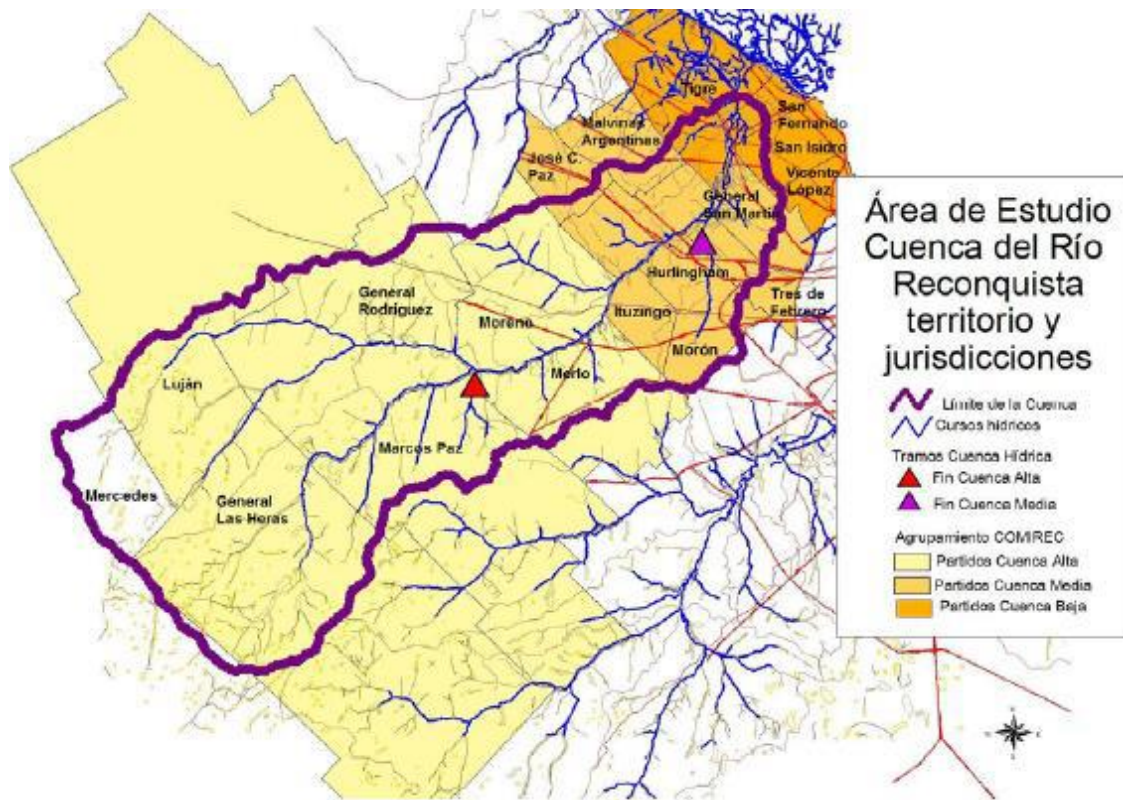 Tigre
San
Fernando
Malvinas
Argentinas
San Isidro
José C.
Paz
Vicente
López
General
San Martín
Hurlingham
General
Rodríguez
Tres de
Febrero
Ituzingo
Moreno
Morón
Merlo
Luján
Marcos Paz
Mercedes
General
Las Heras
Área de Estudio
Cuenca del Río
Reconquista
territorio y
jurisdicciones
Límite de la Cuenca
Cursos hídricos
Tramos Cuenca Hídrica
Fin Cuenca Alta
Fin Cuenca Media
Agrupamiento COMIREC
Partidos Cuenca Alta
Partidos Cuenca Media
Partidos Cuenca Baja